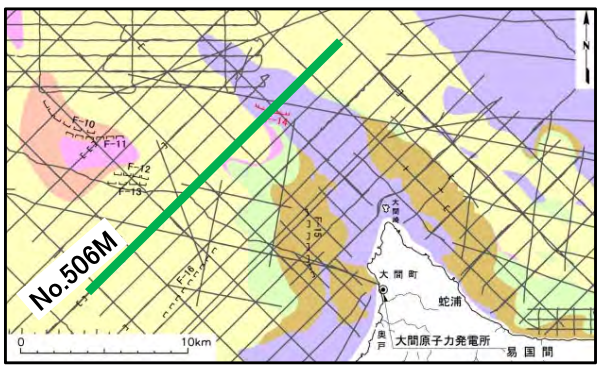 N
F-10
F-11
F-12
F-13
F-14
F-15
F-16
No.506M
大間崎
大間町
蛇浦
奥戸
大間原子力発電所
易国間
0
10km